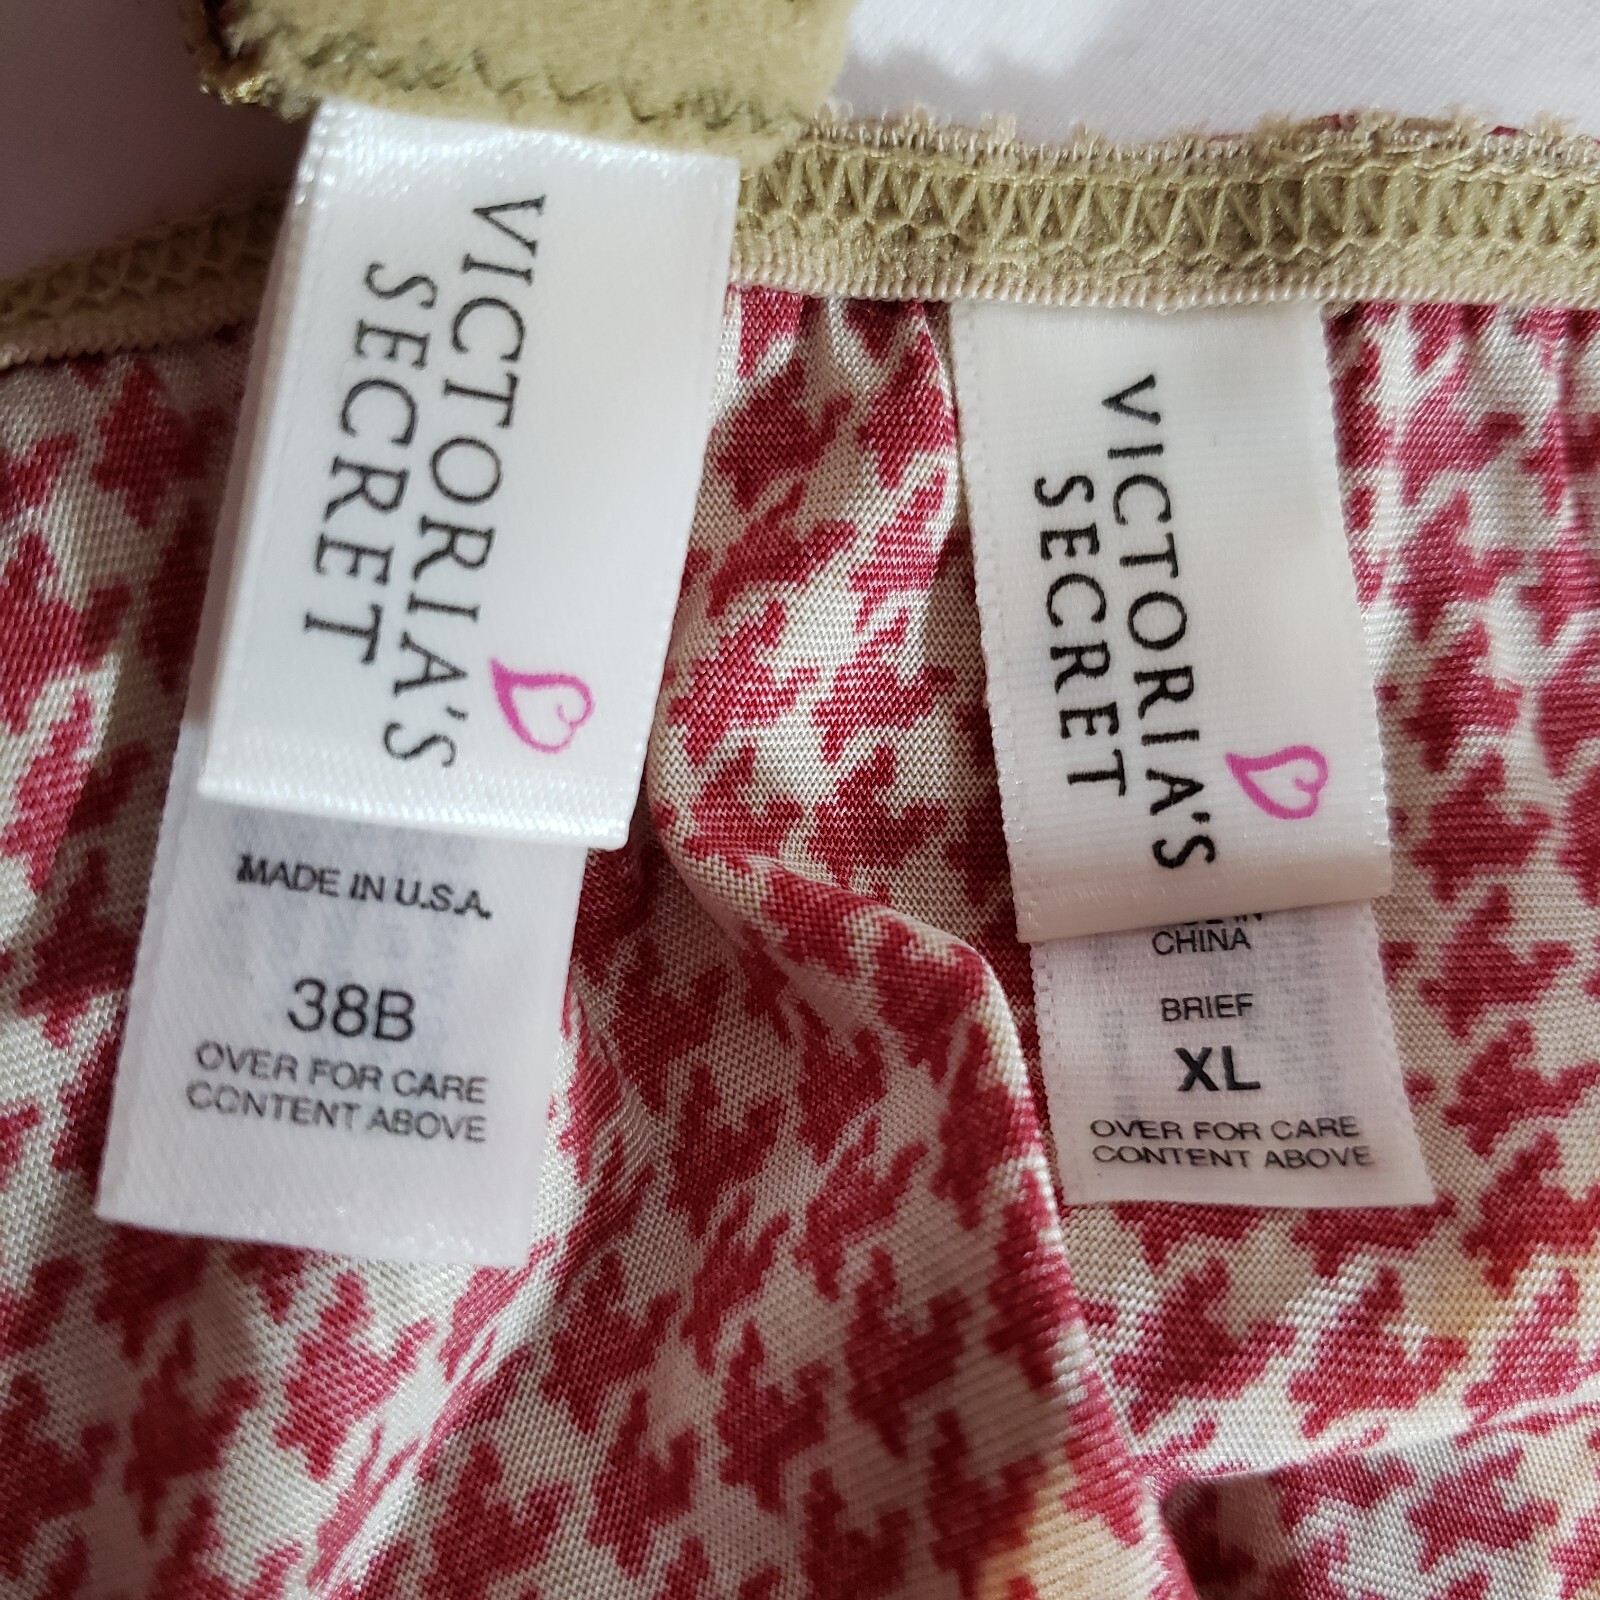 VICTORIA'S
SECRET
MADE IN U.S.A.
38B
OVER FOR CARE
CONTENT ABOVE
VICTORIA'S
SECRET
IN
CHINA
BRIEF
XL
OVER FOR CARE
CONTENT ABOVE